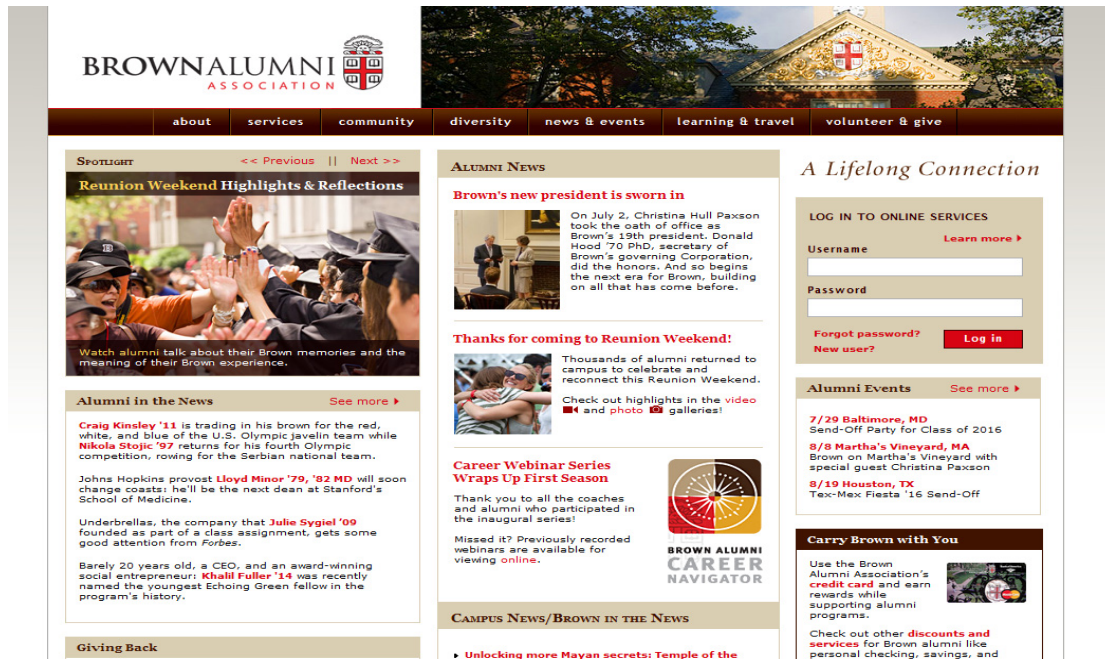 BROWNALUMNI
ASSOCIATION
about services community diversity news & events learning & travel volunteer & give
Spotlight << Previous || Next >>
Reunion Weekend Highlights & Reflections
B
Watch alumni talk about their Brown memories and the
meaning of their Brown experience.
Alumni in the News See more
Craig Kinsley '11 is trading in his brown for the red,
white, and blue of the U.S. Olympic javelin team while
Nikola Stojic '97 returns for his fourth Olympic
competition, rowing for the Serbian national team.
Johns Hopkins provost Lloyd Minor '79, '82 MD will soon
change coasts: he'll be the next dean at Stanford's
School of Medicine.
Underbrellas, the company that Julie Sygiel '09
founded as part of a class assignment, gets some
good attention from Forbes.
Barely 20 years old, a CEO, and an award-winning
social entrepreneur: Khalil Fuller '14 was recently
named the youngest Echoing Green fellow in the
program's history.
Giving Back
Alumni News
Brown's new president is sworn in
On July 2, Christina Hull Paxson
took the oath of office as
Brown's 19th president. Donald
Hood '70 PhD, secretary of
Brown's governing Corporation,
did the honors. And so begins
the next era for Brown, building
on all that has come before.
Thanks for coming to Reunion Weekend!
Thousands of alumni returned to
campus to celebrate and
reconnect this Reunion Weekend.
Check out highlights in the video
and photo galleries!
Career Webinar Series
Wraps Up First Season
Thank you to all the coaches
and alumni who participated in
the inaugural series!
Missed it? Previously recorded
webinars are available for
viewing online.
BROWN ALUMNI
CAREER
NAVIGATOR
Campus News/Brown in the News
Unlocking more Mayan secrets: Temple of the
A Lifelong Connection
LOG IN TO ONLINE SERVICES
Learn more
Username
Password
Forgot password?
New user?
Log in
Alumni Events See more
7/29 Baltimore, MD
Send-Off Party for Class of 2016
8/8 Martha's Vineyard, MA
Brown on Martha's Vineyard with
special guest Christina Paxson
8/19 Houston, TX
Tex-Mex Fiesta '16 Send-Off
Carry Brown with You
Use the Brown
Alumni Association's
credit card and earn
rewards while
supporting alumni
programs.
Check out other discounts and
services for Brown alumni like
personal checking, savings, and